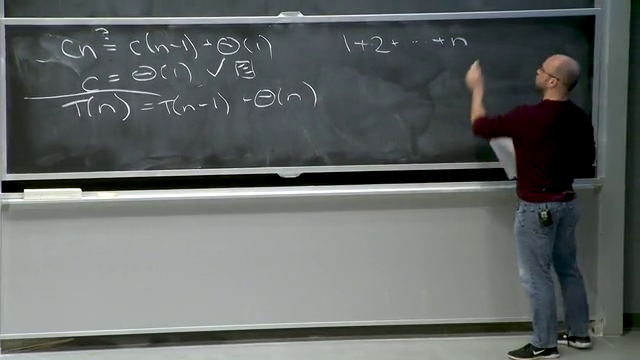 cn ≟ c(n-1) + Θ(1)
c = Θ(1) ✓
T(n) = T(n-1) + Θ(n)
1+2+ ··· +n